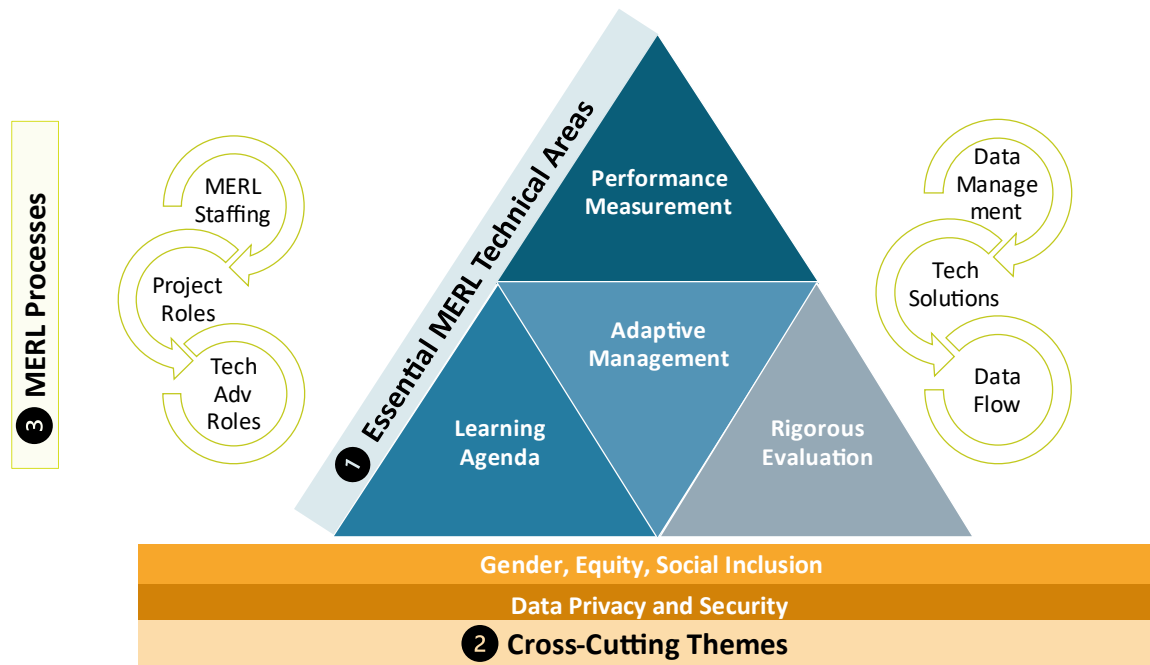 3 MERL Processes
MERL
Staffing
Project
Roles
Tech
Adv
Roles
1 Essential MERL Technical Areas
Performance
Measurement
Adaptive
Management
Learning
Agenda
Rigorous
Evaluation
Data
Manage
ment
Tech
Solutions
Data
Flow
Gender, Equity, Social Inclusion
Data Privacy and Security
2 Cross-Cutting Themes